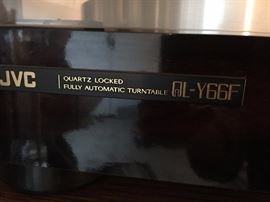 JVC
QUARTZ LOCKED
FULLY AUTOMATIC TURNTABLE QL-Y66F